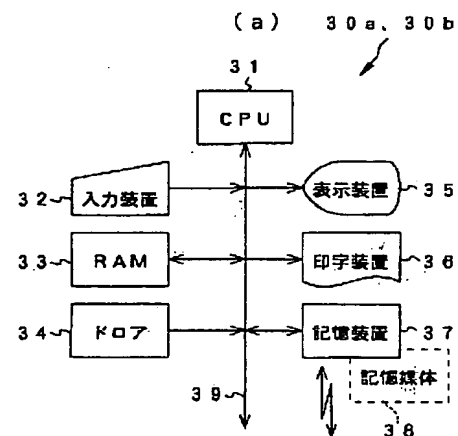 (a) 30a、30b
31
CPU
32 入力装置 表示装置 35
33 RAM 印字装置 36
34 ドロア 記憶装置 37
記憶媒体
39 38